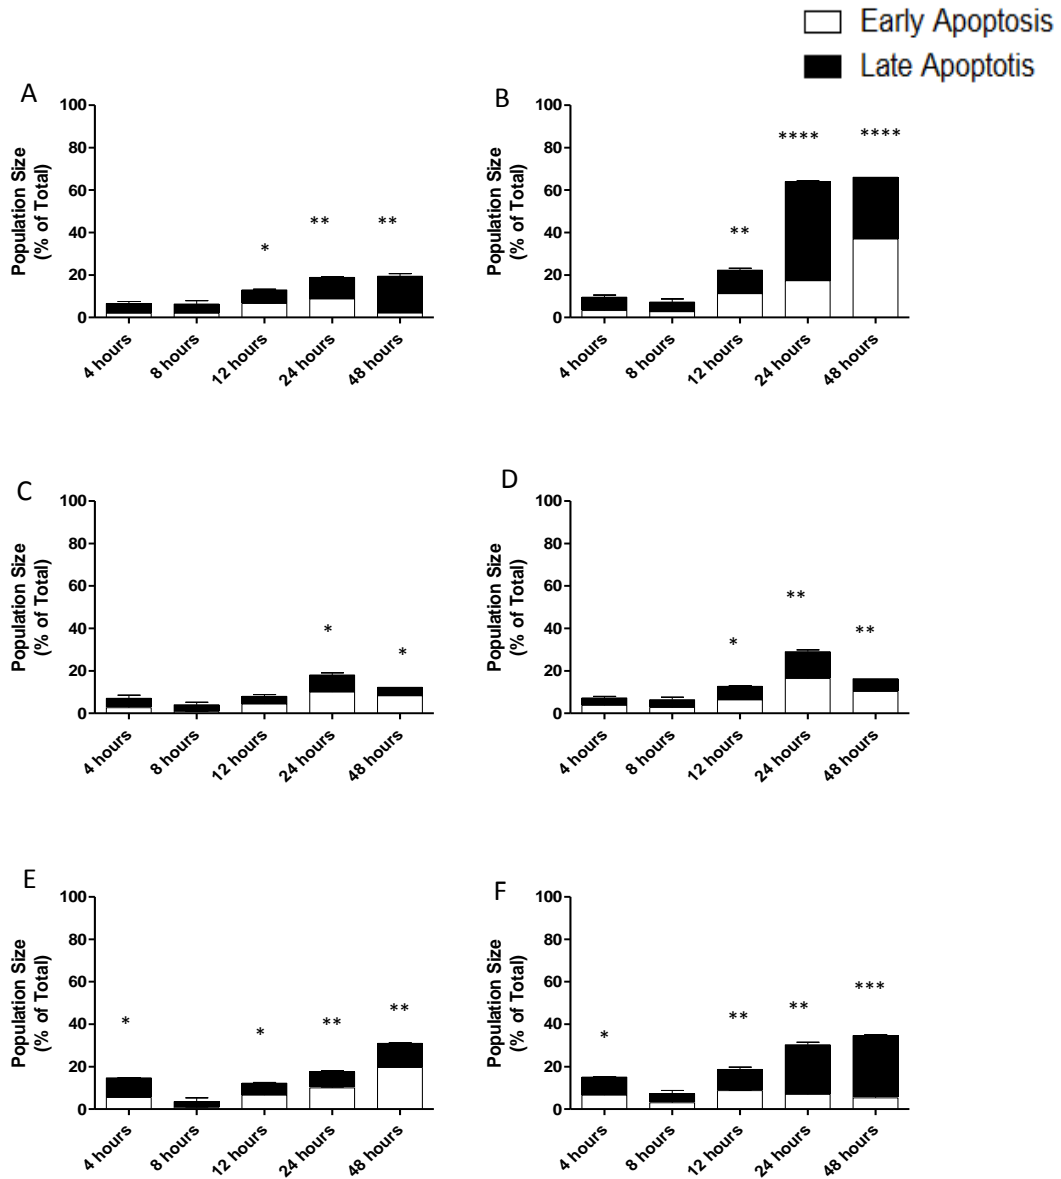 Early Apoptosis
Late Apoptotis
A
Population Size
(% of Total)
100
80
60
40
20
0
*
**
**
4 hours
8 hours
12 hours
24 hours
48 hours
B
Population Size
(% of Total)
100
80
60
40
20
0
**
****
****
4 hours
8 hours
12 hours
24 hours
48 hours
C
Population Size
(% of Total)
100
80
60
40
20
0
*
*
4 hours
8 hours
12 hours
24 hours
48 hours
D
Population Size
(% of Total)
100
80
60
40
20
0
*
**
**
4 hours
8 hours
12 hours
24 hours
48 hours
E
Population Size
(% of Total)
100
80
60
40
20
0
*
*
**
**
4 hours
8 hours
12 hours
24 hours
48 hours
F
Population Size
(% of Total)
100
80
60
40
20
0
*
**
**
***
4 hours
8 hours
12 hours
24 hours
48 hours